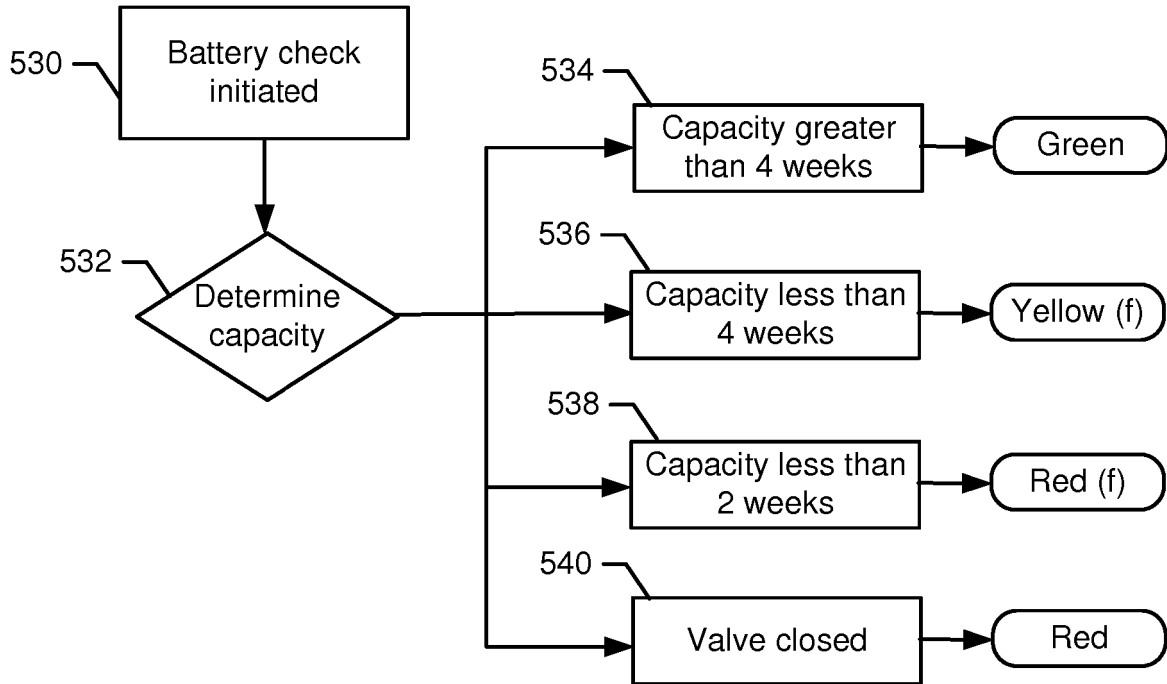 530
Battery check
initiated
532
Determine
capacity
534
Capacity greater
than 4 weeks
Green
536
Capacity less than
4 weeks
Yellow (f)
538
Capacity less than
2 weeks
Red (f)
540
Valve closed
Red